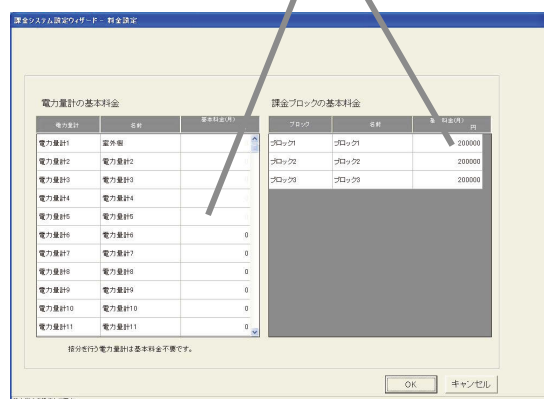 課金システム設定ウィザード - 料金設定
電力量計の基本料金
電力量計 名前 基本料金(月)
電力量計1 室外機
電力量計2 電力量計2
電力量計3 電力量計3
電力量計4 電力量計4
電力量計5 電力量計5
電力量計6 電力量計6 0
電力量計7 電力量計7 0
電力量計8 電力量計8 0
電力量計9 電力量計9 0
電力量計10 電力量計10 0
電力量計11 電力量計11 0
按分を行う電力量計は基本料金不要です。
課金ブロックの基本料金
ブロック 名前 基 料金(月)
円
ブロック1 ブロック1 200000
ブロック2 ブロック2 200000
ブロック3 ブロック3 200000
OK キャンセル